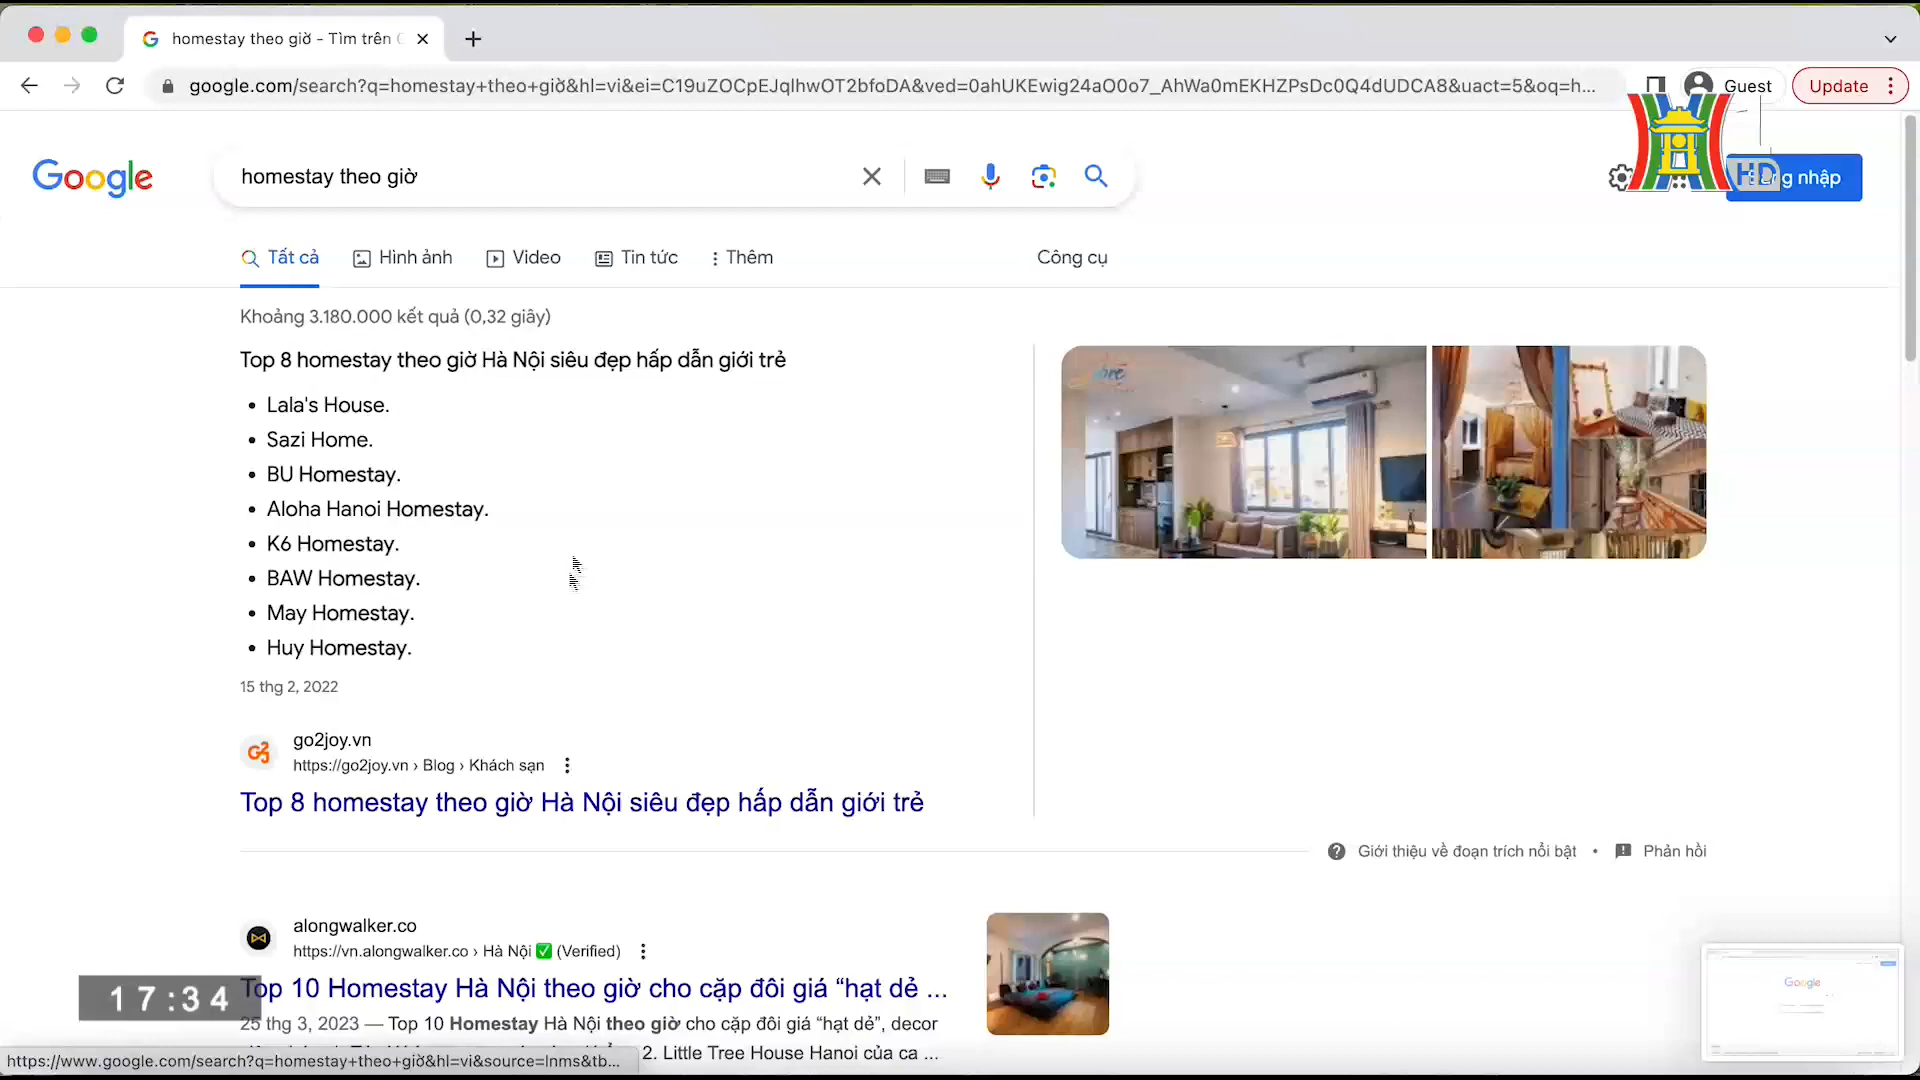 homestay theo giờ - Tìm trên
google.com/search?q=homestay+theo+giờ&hl=vi&ei=C19uZOCpEJqlhwOT2bfoDA&ved=0ahUKEwig24aO0o7_AhWa0mEKHZPsDc0Q4dUDCA8&uact=5&oq=h...
Guest
Update
Google
homestay theo giờ
HD
ng nhập
Tất cả
Hình ảnh
Video
Tin tức
Thêm
Công cụ
Khoảng 3.180.000 kết quả (0,32 giây)
Top 8 homestay theo giờ Hà Nội siêu đẹp hấp dẫn giới trẻ
• Lala's House.
• Sazi Home.
• BU Homestay.
• Aloha Hanoi Homestay.
• K6 Homestay.
• BAW Homestay.
• May Homestay.
• Huy Homestay.
15 thg 2, 2022
go2joy.vn
https://go2joy.vn › Blog › Khách sạn
Top 8 homestay theo giờ Hà Nội siêu đẹp hấp dẫn giới trẻ
Giới thiệu về đoạn trích nổi bật • Phản hồi
alongwalker.co
https://vn.alongwalker.co › Hà Nội ✅ (Verified)
Top 10 Homestay Hà Nội theo giờ cho cặp đôi giá “hạt dẻ ...
25 thg 3, 2023 — Top 10 Homestay Hà Nội theo giờ cho cặp đôi giá “hạt dẻ”, decor
2. Little Tree House Hanoi của ca ...
17:34
https://www.google.com/search?q=homestay+theo+giờ&hl=vi&source=lnms&tb...
Google